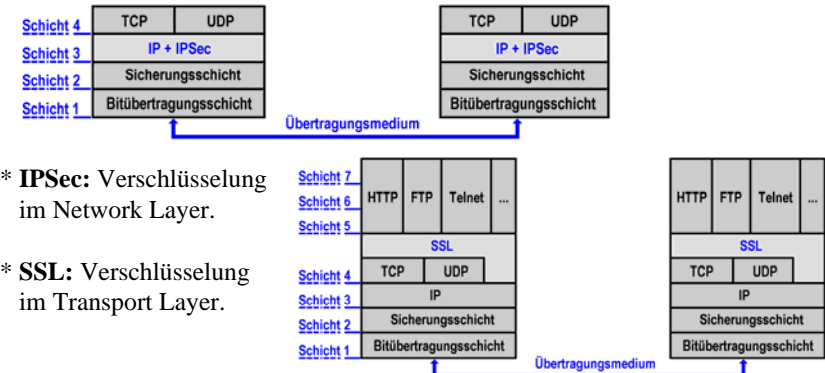 Schicht 4 TCP UDP TCP UDP
Schicht 3 IP + IPSec IP + IPSec
Schicht 2 Sicherungsschicht Sicherungsschicht
Schicht 1 Bitübertragungsschicht Bitübertragungsschicht
Übertragungsmedium
* IPSec: Verschlüsselung
im Network Layer.
* SSL: Verschlüsselung
im Transport Layer.
Schicht 7
Schicht 6 HTTP FTP Telnet ... HTTP FTP Telnet ...
Schicht 5
SSL SSL
Schicht 4 TCP UDP TCP UDP
Schicht 3 IP IP
Schicht 2 Sicherungsschicht Sicherungsschicht
Schicht 1 Bitübertragungsschicht Bitübertragungsschicht
Übertragungsmedium